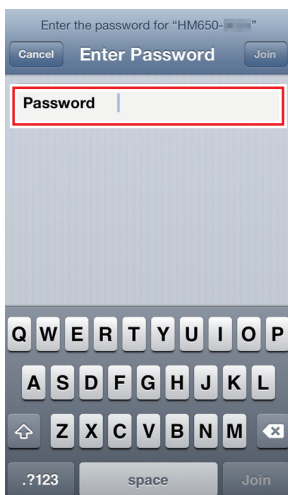 Enter the password for “HM650-    ”
Cancel Enter Password Join
Password
Q W E R T Y U I O P
A S D F G H J K L
Z X C V B N M
.?123 space Join